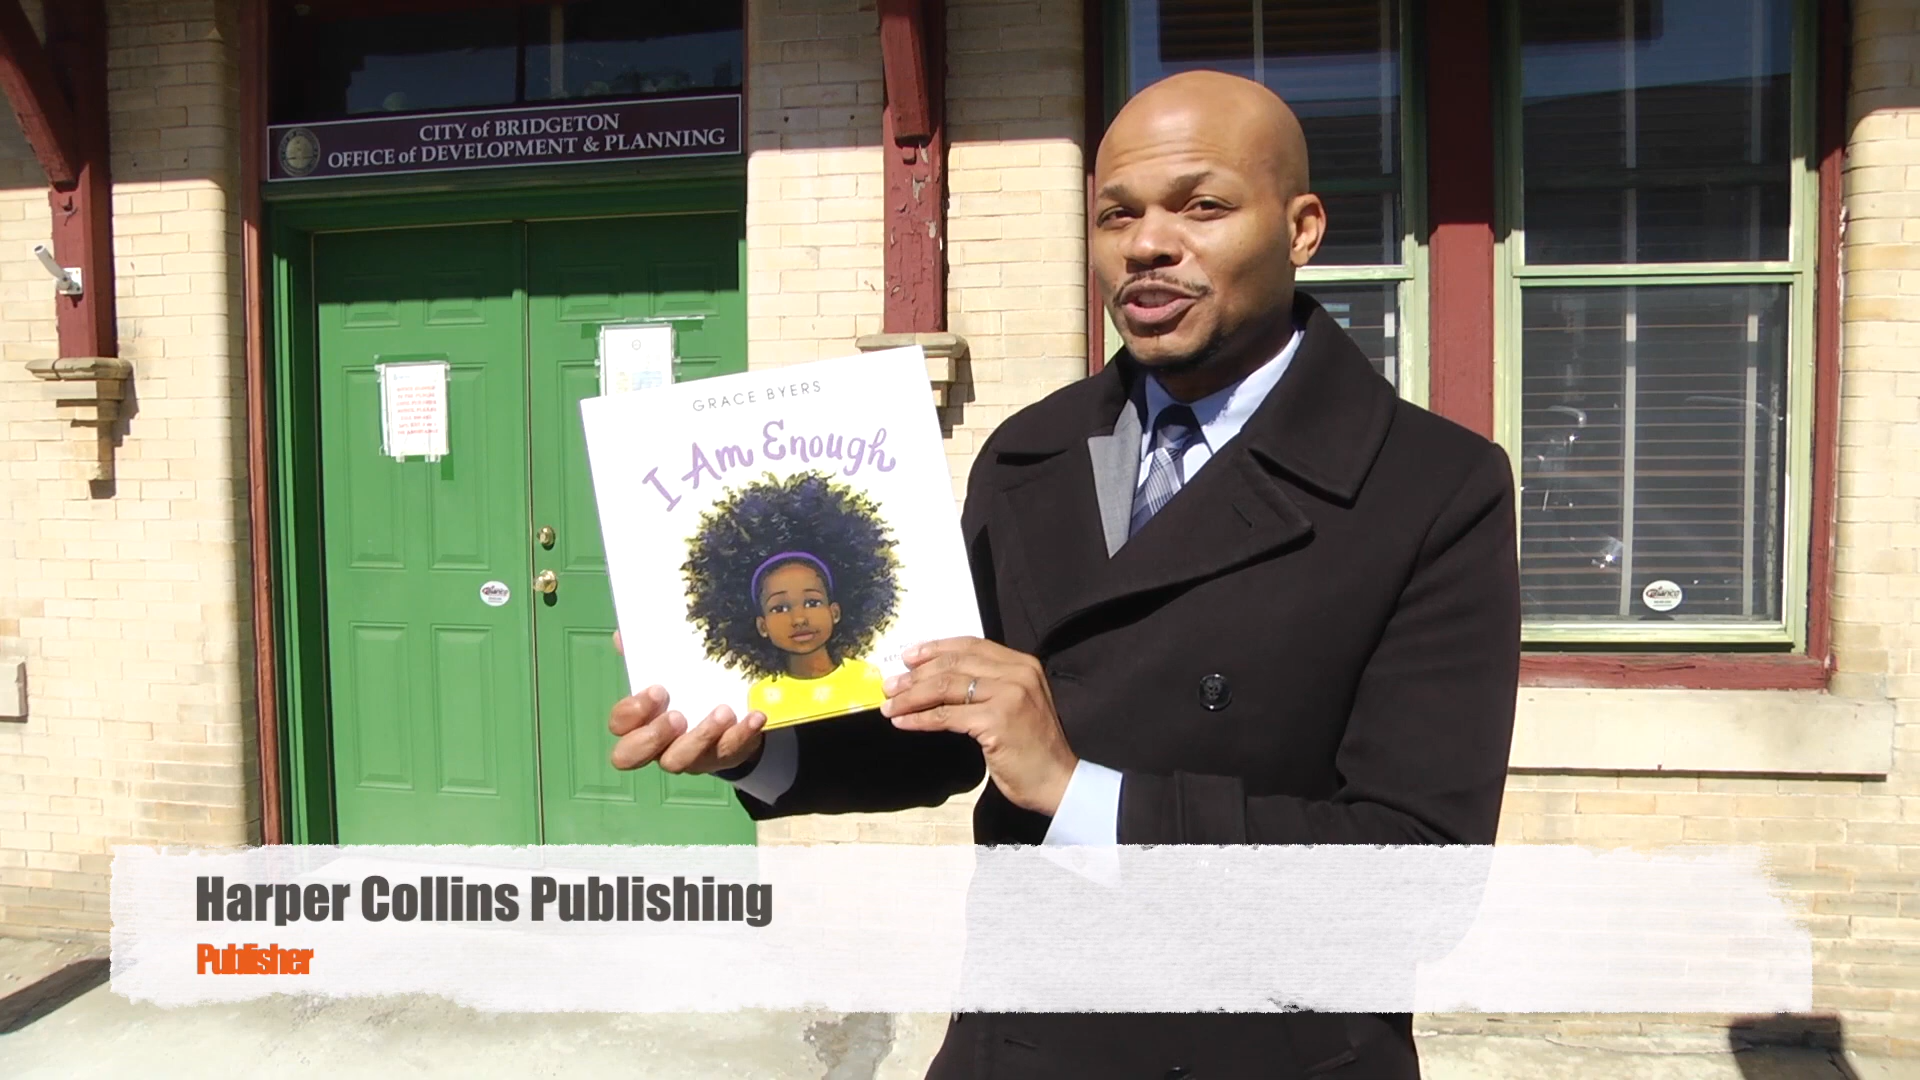 CITY of BRIDGETON
OFFICE of DEVELOPMENT & PLANNING
GRACE BYERS
I Am Enough
Harper Collins Publishing
Publisher